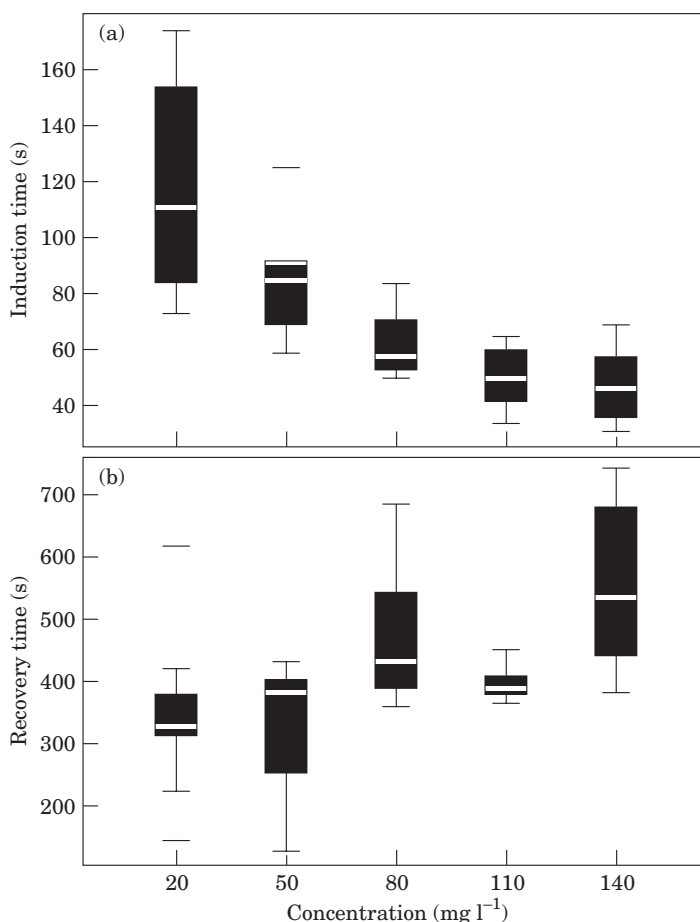 (a)
160
140
120
100
80
60
40
Induction time (s)
(b)
700
600
500
400
300
200
Recovery time (s)
20 50 80 110 140
Concentration (mg l⁻¹)